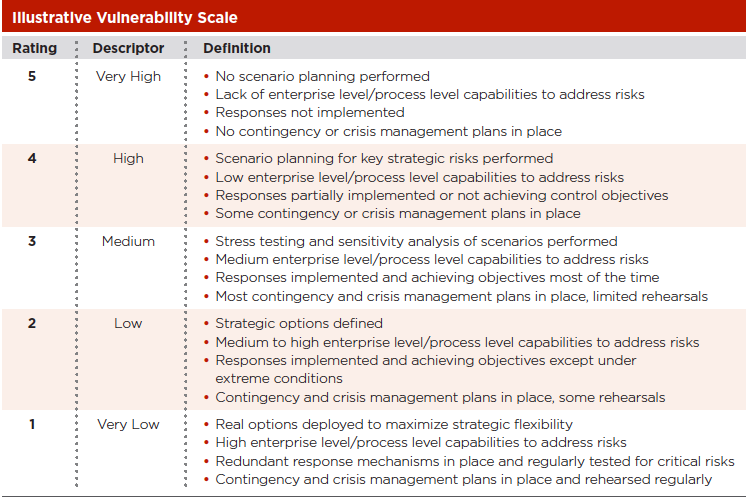 Illustrative Vulnerability Scale
Rating Descriptor Definition
5 Very High • No scenario planning performed
• Lack of enterprise level/process level capabilities to address risks
• Responses not implemented
• No contingency or crisis management plans in place
4 High • Scenario planning for key strategic risks performed
• Low enterprise level/process level capabilities to address risks
• Responses partially implemented or not achieving control objectives
• Some contingency or crisis management plans in place
3 Medium • Stress testing and sensitivity analysis of scenarios performed
• Medium enterprise level/process level capabilities to address risks
• Responses implemented and achieving objectives most of the time
• Most contingency and crisis management plans in place, limited rehearsals
2 Low • Strategic options defined
• Medium to high enterprise level/process level capabilities to address risks
• Responses implemented and achieving objectives except under
extreme conditions
• Contingency and crisis management plans in place, some rehearsals
1 Very Low • Real options deployed to maximize strategic flexibility
• High enterprise level/process level capabilities to address risks
• Redundant response mechanisms in place and regularly tested for critical risks
• Contingency and crisis management plans in place and rehearsed regularly